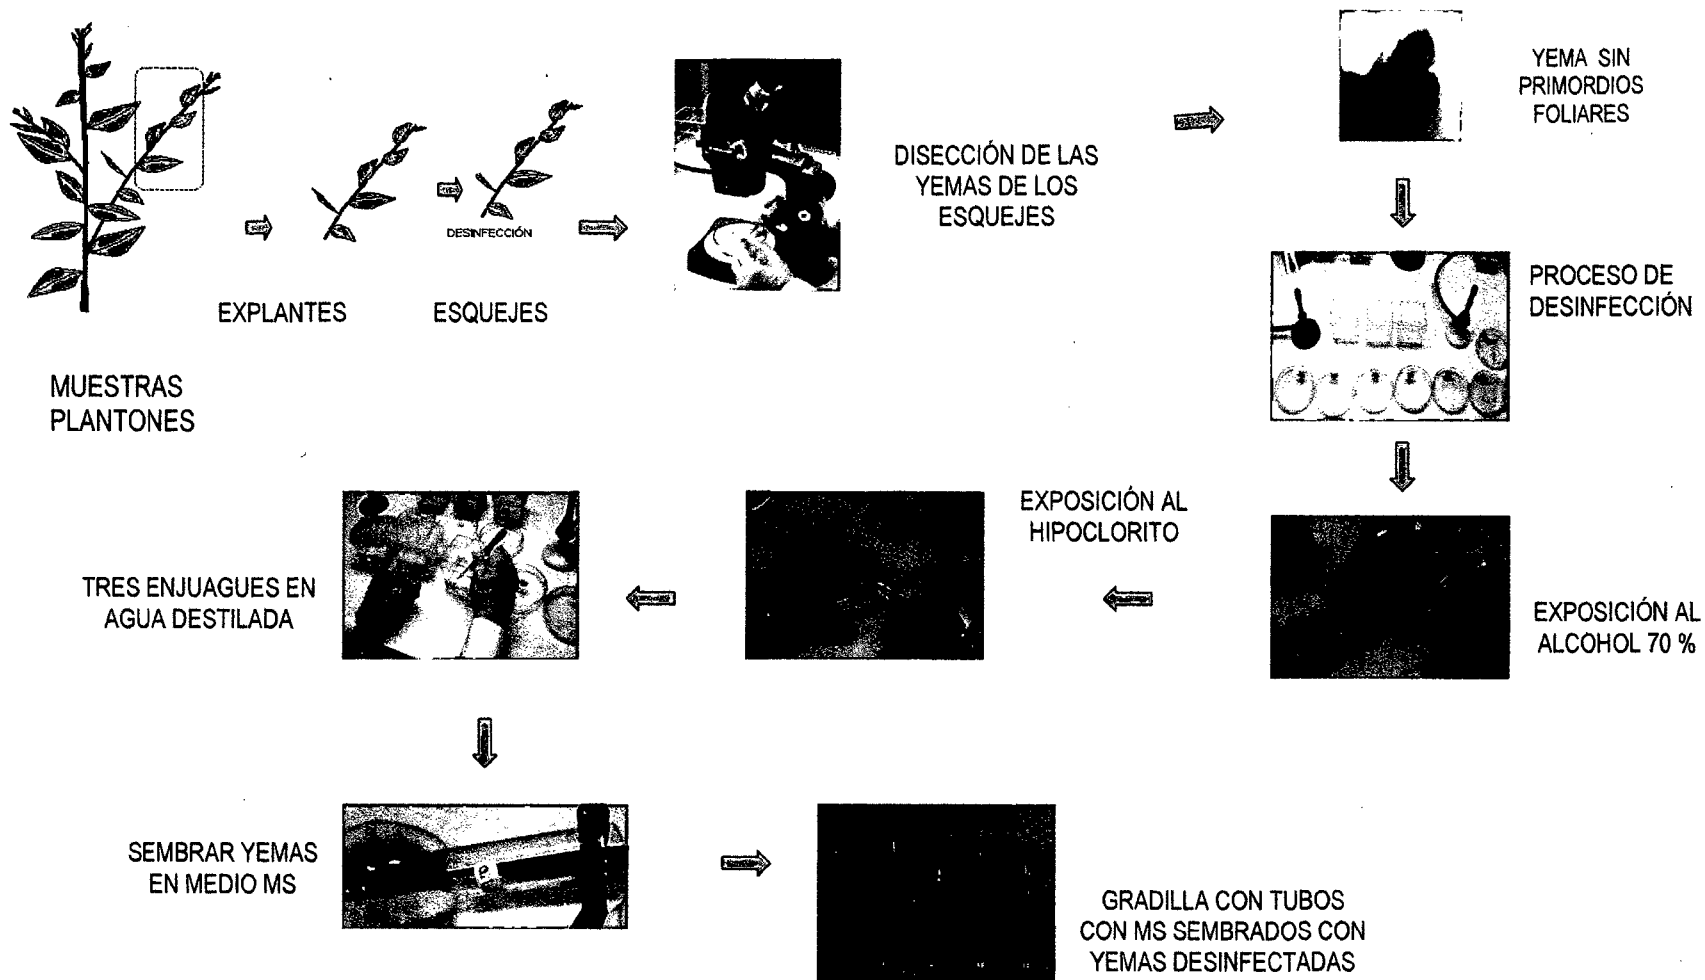 MUESTRAS
PLANTONES
EXPLANTES
DESINFECCIÓN
ESQUEJES
DISECCIÓN DE LAS
YEMAS DE LOS
ESQUEJES
YEMA SIN
PRIMORDIOS
FOLIARES
PROCESO DE
DESINFECCIÓN
EXPOSICIÓN AL
ALCOHOL 70 %
EXPOSICIÓN AL
HIPOCLORITO
TRES ENJUAGUES EN
AGUA DESTILADA
SEMBRAR YEMAS
EN MEDIO MS
GRADILLA CON TUBOS
CON MS SEMBRADOS CON
YEMAS DESINFECTADAS